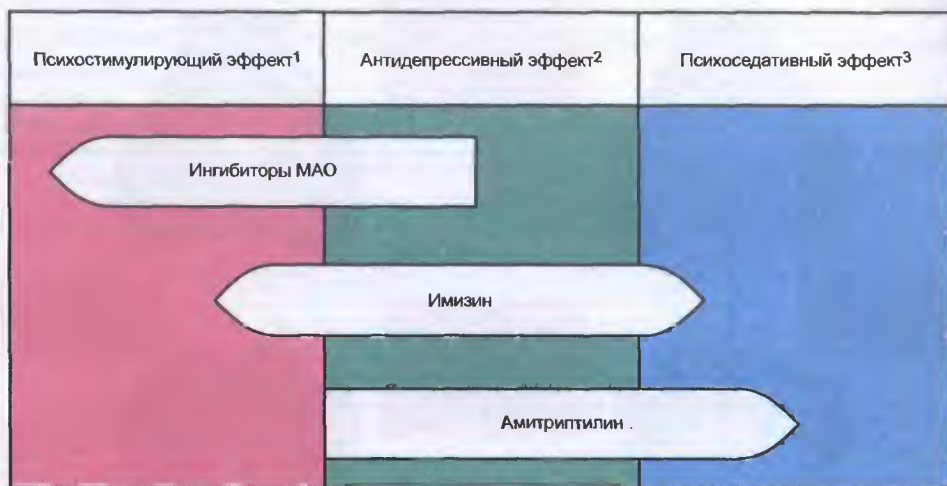 Психостимулирующий эффект1
Антидепрессивный эффект2
Психоседативный эффект3
Ингибиторы МАО
Имизин
Амитриптилин